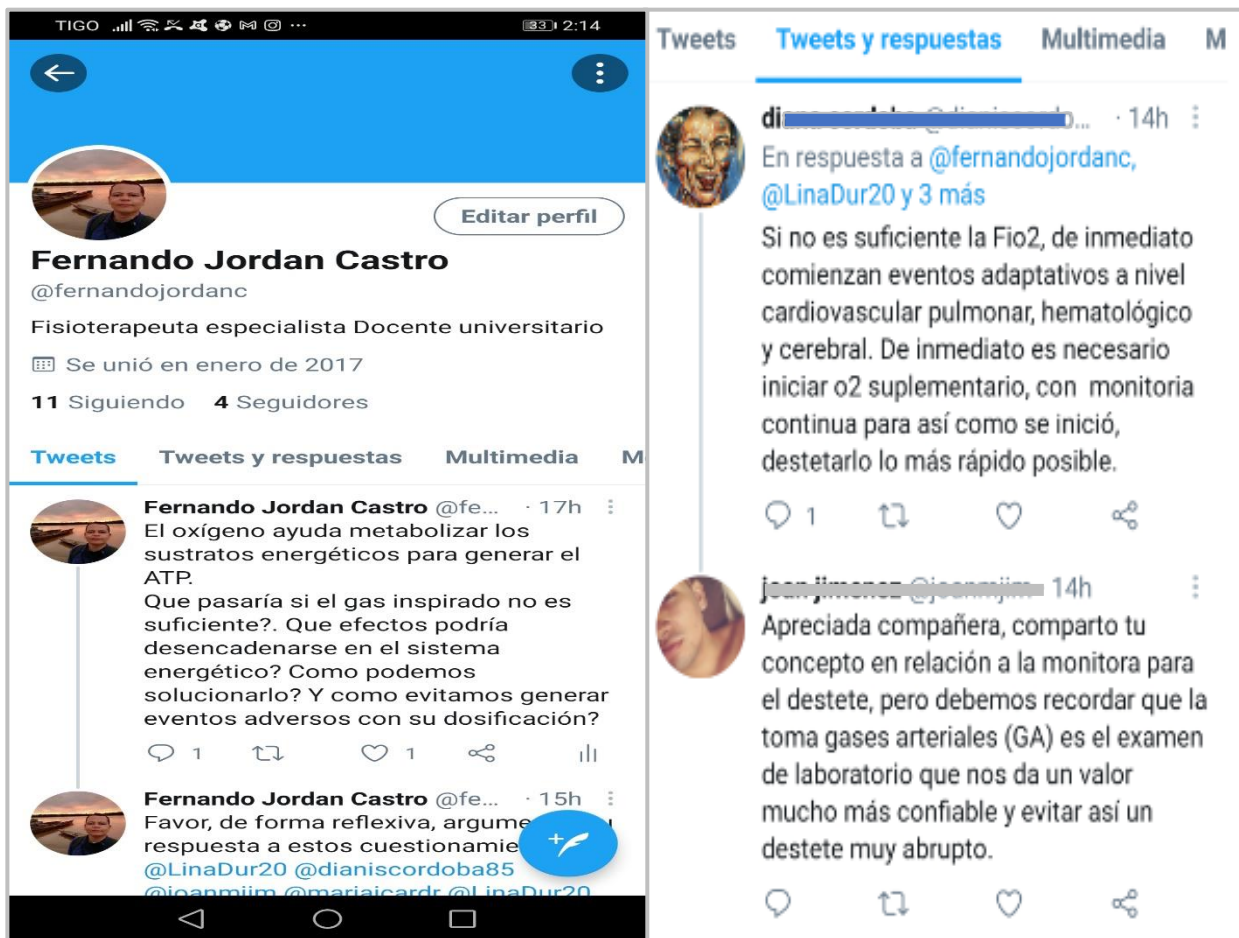 TIGO 33 2:14
Editar perfil
Fernando Jordan Castro
@fernandojordanc
Fisioterapeuta especialista Docente universitario
Se unió en enero de 2017
11 Siguiendo 4 Seguidores
Tweets Tweets y respuestas Multimedia M
Fernando Jordan Castro @fe... · 17h
El oxígeno ayuda metabolizar los
sustratos energéticos para generar el
ATP.
Que pasaría si el gas inspirado no es
suficiente?. Que efectos podría
desencadenarse en el sistema
energético? Como podemos
solucionarlo? Y como evitamos generar
eventos adversos con su dosificación?
1 1
Fernando Jordan Castro @fe... · 15h
Favor, de forma reflexiva, argume
respuesta a estos cuestionamie
@LinaDur20 @dianiscordoba85
@joanmjim @mariaicardr @LinaDur20
Tweets Tweets y respuestas Multimedia M
· 14h
En respuesta a @fernandojordanc,
@LinaDur20 y 3 más
Si no es suficiente la Fio2, de inmediato
comienzan eventos adaptativos a nivel
cardiovascular pulmonar, hematológico
y cerebral. De inmediato es necesario
iniciar o2 suplementario, con monitoria
continua para así como se inició,
destetarlo lo más rápido posible.
1
14h
Apreciada compañera, comparto tu
concepto en relación a la monitora para
el destete, pero debemos recordar que la
toma gases arteriales (GA) es el examen
de laboratorio que nos da un valor
mucho más confiable y evitar así un
destete muy abrupto.